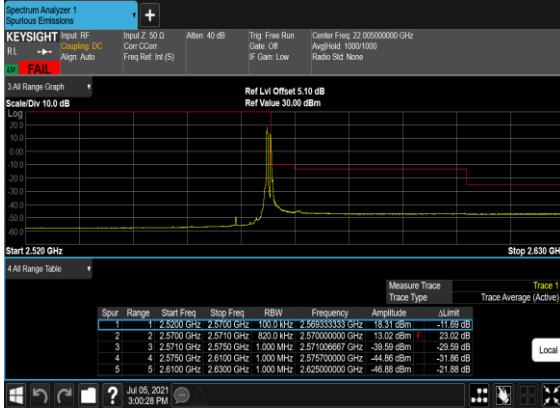 Spectrum Analyzer 1
Spurious Emissions
+
KEYSIGHT
RL
FAIL
Input: RF
Coupling: DC
Align: Auto
Input Z: 50 Ω
Corr CCorr
Freq Ref: Int (S)
Atten: 40 dB
Trig: Free Run
Gate: Off
IF Gain: Low
Center Freq: 22.005000000 GHz
Avg|Hold: 1000/1000
Radio Std: None
3 All Range Graph
Scale/Div 10.0 dB
Ref Lvl Offset 5.10 dB
Ref Value 30.00 dBm
Log
20.0
10.0
0.00
-10.0
-20.0
-30.0
-40.0
-50.0
-60.0
Start 2.520 GHz
Stop 2.630 GH
4 All Range Table
Measure Trace Trace 1
Trace Type Trace Average (Active)
Spur Range Start Freq Stop Freq RBW Frequency Amplitude ΔLimit
1 1 2.5200 GHz 2.5700 GHz 100.0 kHz 2.569333333 GHz 18.31 dBm -11.69 dB
2 2 2.5700 GHz 2.5710 GHz 820.0 kHz 2.570000000 GHz 13.02 dBm F 23.02 dB
3 3 2.5710 GHz 2.5750 GHz 1.000 MHz 2.571006667 GHz -39.59 dBm -29.59 dB
4 4 2.5750 GHz 2.6100 GHz 1.000 MHz 2.575700000 GHz -44.86 dBm -31.86 dB
5 5 2.6100 GHz 2.6300 GHz 1.000 MHz 2.625000000 GHz -46.88 dBm -21.88 dB
Local
?
Jul 05, 2021
3:00:28 PM